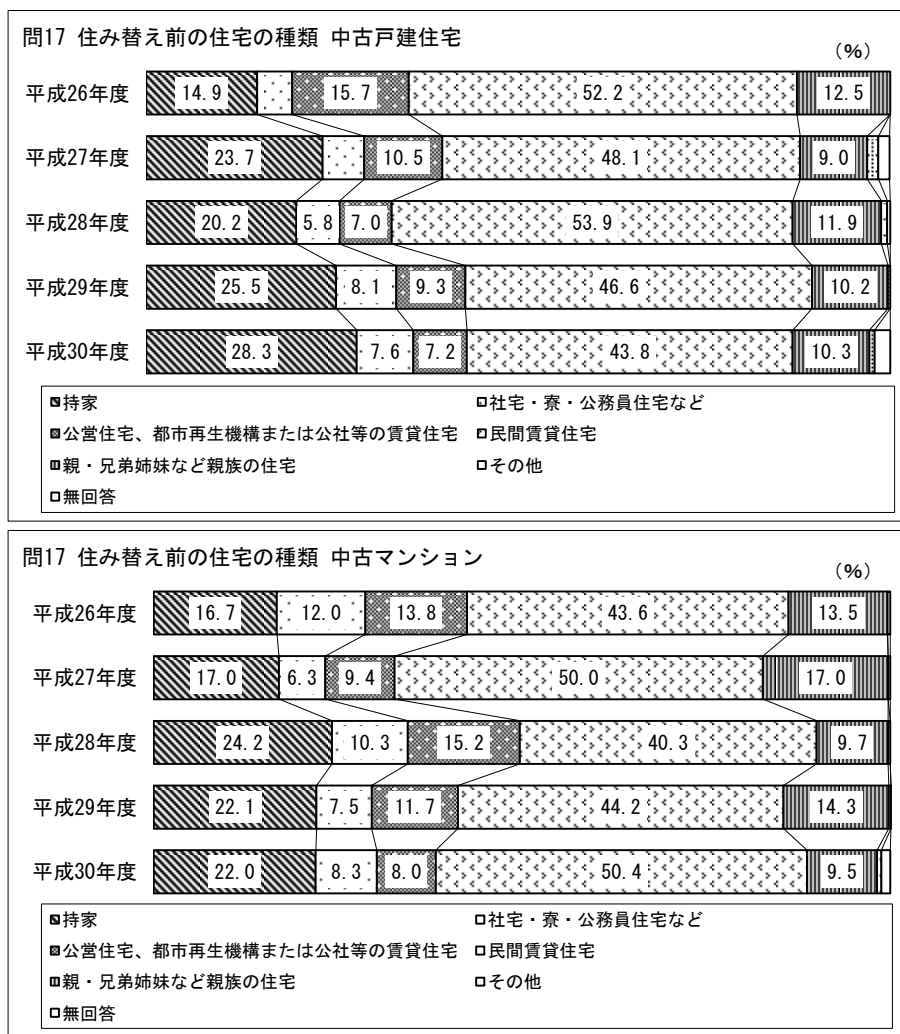 問17 住み替え前の住宅の種類 中古戸建住宅
(%)
平成26年度 14.9 15.7 52.2 12.5
平成27年度 23.7 10.5 48.1 9.0
平成28年度 20.2 5.8 7.0 53.9 11.9
平成29年度 25.5 8.1 9.3 46.6 10.2
平成30年度 28.3 7.6 7.2 43.8 10.3
持家 社宅・寮・公務員住宅など
公営住宅、都市再生機構または公社等の賃貸住宅 民間賃貸住宅
親・兄弟姉妹など親族の住宅 その他
無回答
問17 住み替え前の住宅の種類 中古マンション
(%)
平成26年度 16.7 12.0 13.8 43.6 13.5
平成27年度 17.0 6.3 9.4 50.0 17.0
平成28年度 24.2 10.3 15.2 40.3 9.7
平成29年度 22.1 7.5 11.7 44.2 14.3
平成30年度 22.0 8.3 8.0 50.4 9.5
持家 社宅・寮・公務員住宅など
公営住宅、都市再生機構または公社等の賃貸住宅 民間賃貸住宅
親・兄弟姉妹など親族の住宅 その他
無回答